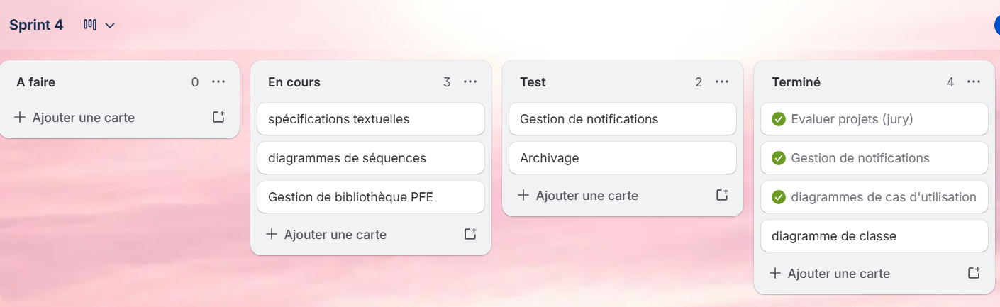 Sprint 4
A faire 0
Ajouter une carte
En cours 3
spécifications textuelles
diagrammes de séquences
Gestion de bibliothèque PFE
Ajouter une carte
Test 2
Gestion de notifications
Archivage
Ajouter une carte
Terminé 4
Evaluer projets (jury)
Gestion de notifications
diagrammes de cas d'utilisation
diagramme de classe
Ajouter une carte